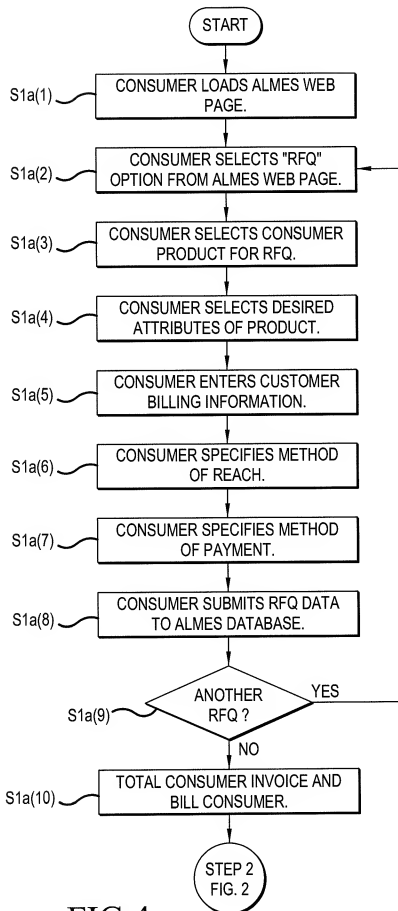 START
S1a(1)
CONSUMER LOADS ALMES WEB
PAGE.
S1a(2)
CONSUMER SELECTS "RFQ"
OPTION FROM ALMES WEB PAGE.
S1a(3)
CONSUMER SELECTS CONSUMER
PRODUCT FOR RFQ.
S1a(4)
CONSUMER SELECTS DESIRED
ATTRIBUTES OF PRODUCT.
S1a(5)
CONSUMER ENTERS CUSTOMER
BILLING INFORMATION.
S1a(6)
CONSUMER SPECIFIES METHOD
OF REACH.
S1a(7)
CONSUMER SPECIFIES METHOD
OF PAYMENT.
S1a(8)
CONSUMER SUBMITS RFQ DATA
TO ALMES DATABASE.
S1a(9)
ANOTHER
RFQ ?
YES
NO
S1a(10)
TOTAL CONSUMER INVOICE AND
BILL CONSUMER.
STEP 2
FIG. 2